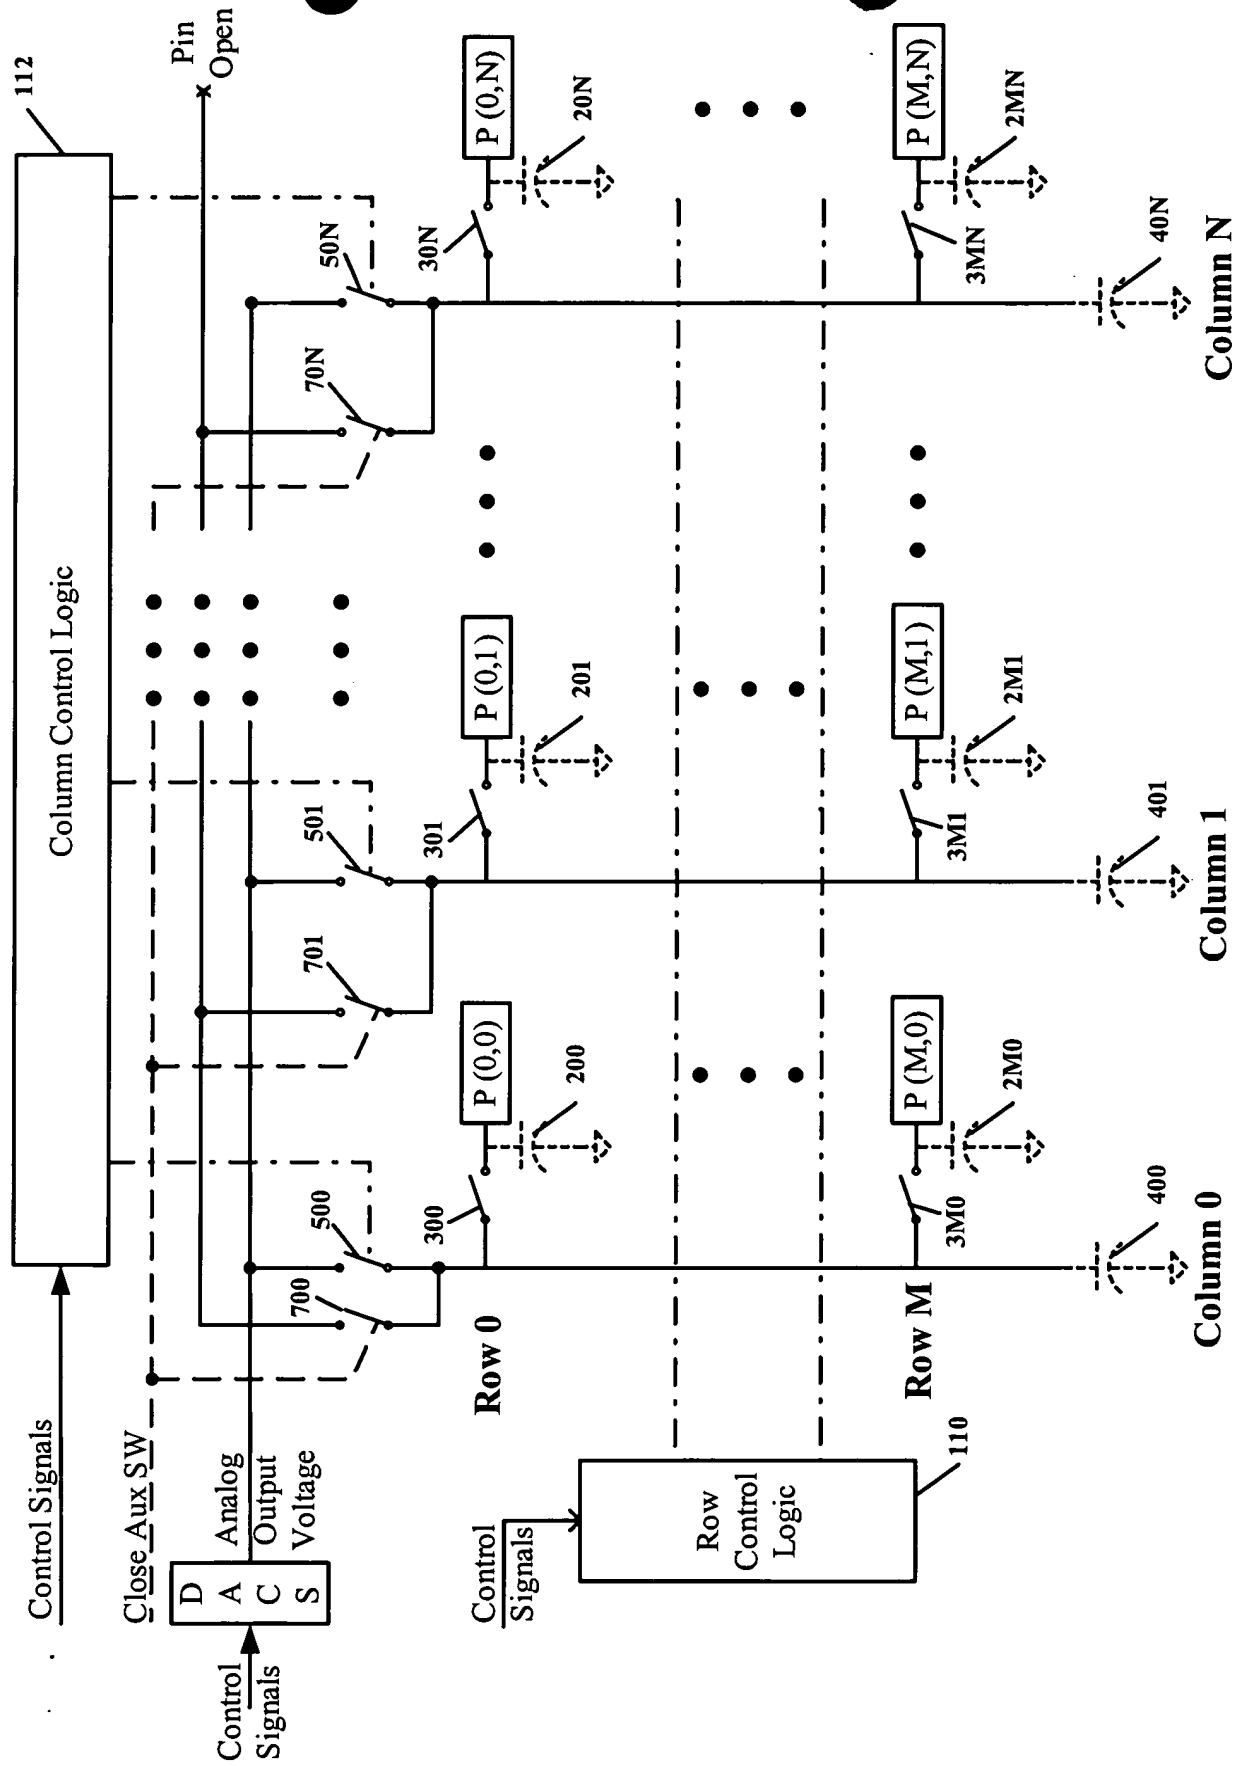 Control Signals
Column Control Logic
112
Close Aux SW
Pin
Open
Control
Signals
D
A
C
S
Analog
Output
Voltage
700
500
701
501
70N
50N
Row 0
300
P (0,0)
200
301
P (0,1)
201
30N
P (0,N)
20N
Control
Signals
Row
Control
Logic
110
Row M
3M0
P (M,0)
2M0
3M1
P (M,1)
2M1
3MN
P (M,N)
2MN
400
401
40N
Column 0
Column 1
Column N